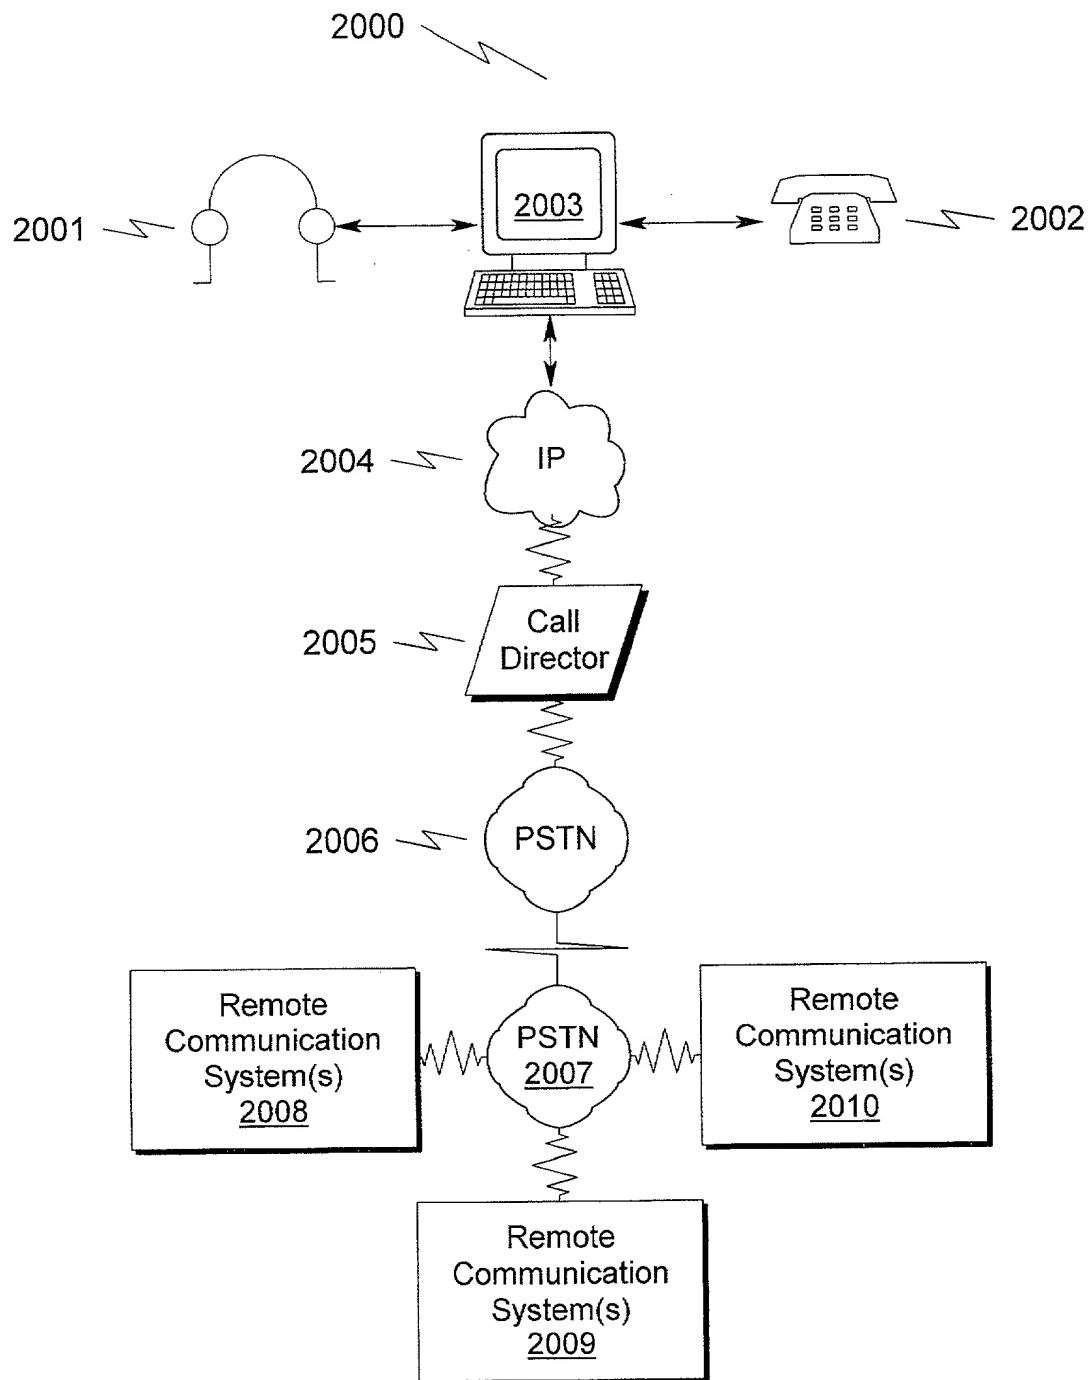 2000
2001
2003
2002
2004
IP
2005
Call
Director
2006
PSTN
Remote
Communication
System(s)
2008
PSTN
2007
Remote
Communication
System(s)
2010
Remote
Communication
System(s)
2009